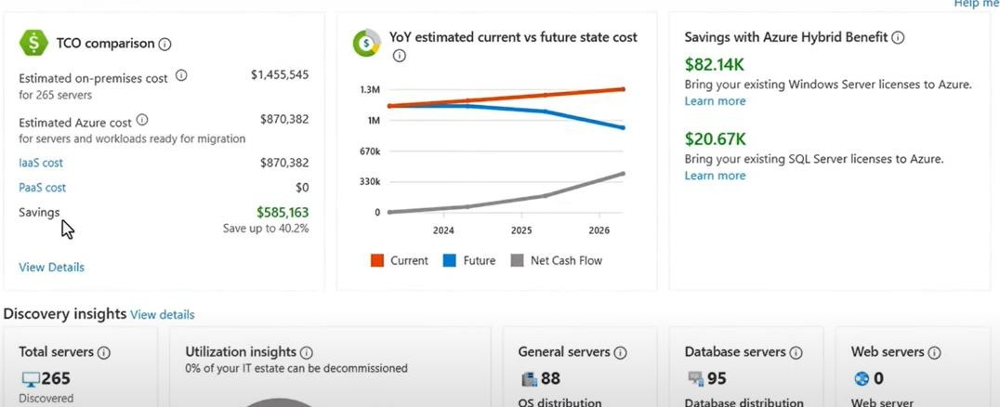 Help me
TCO comparison
Estimated on-premises cost $1,455,545
for 265 servers
Estimated Azure cost $870,382
for servers and workloads ready for migration
IaaS cost $870,382
PaaS cost $0
Savings $585,163
Save up to 40.2%
View Details
YoY estimated current vs future state cost
1.3M
1M
670k
330k
0
2024 2025 2026
Current Future Net Cash Flow
Savings with Azure Hybrid Benefit
$82.14K
Bring your existing Windows Server licenses to Azure.
Learn more
$20.67K
Bring your existing SQL Server licenses to Azure.
Learn more
Discovery insights View details
Total servers
265
Discovered
Utilization insights
0% of your IT estate can be decommissioned
General servers
88
OS distribution
Database servers
95
Database distribution
Web servers
0
Web server